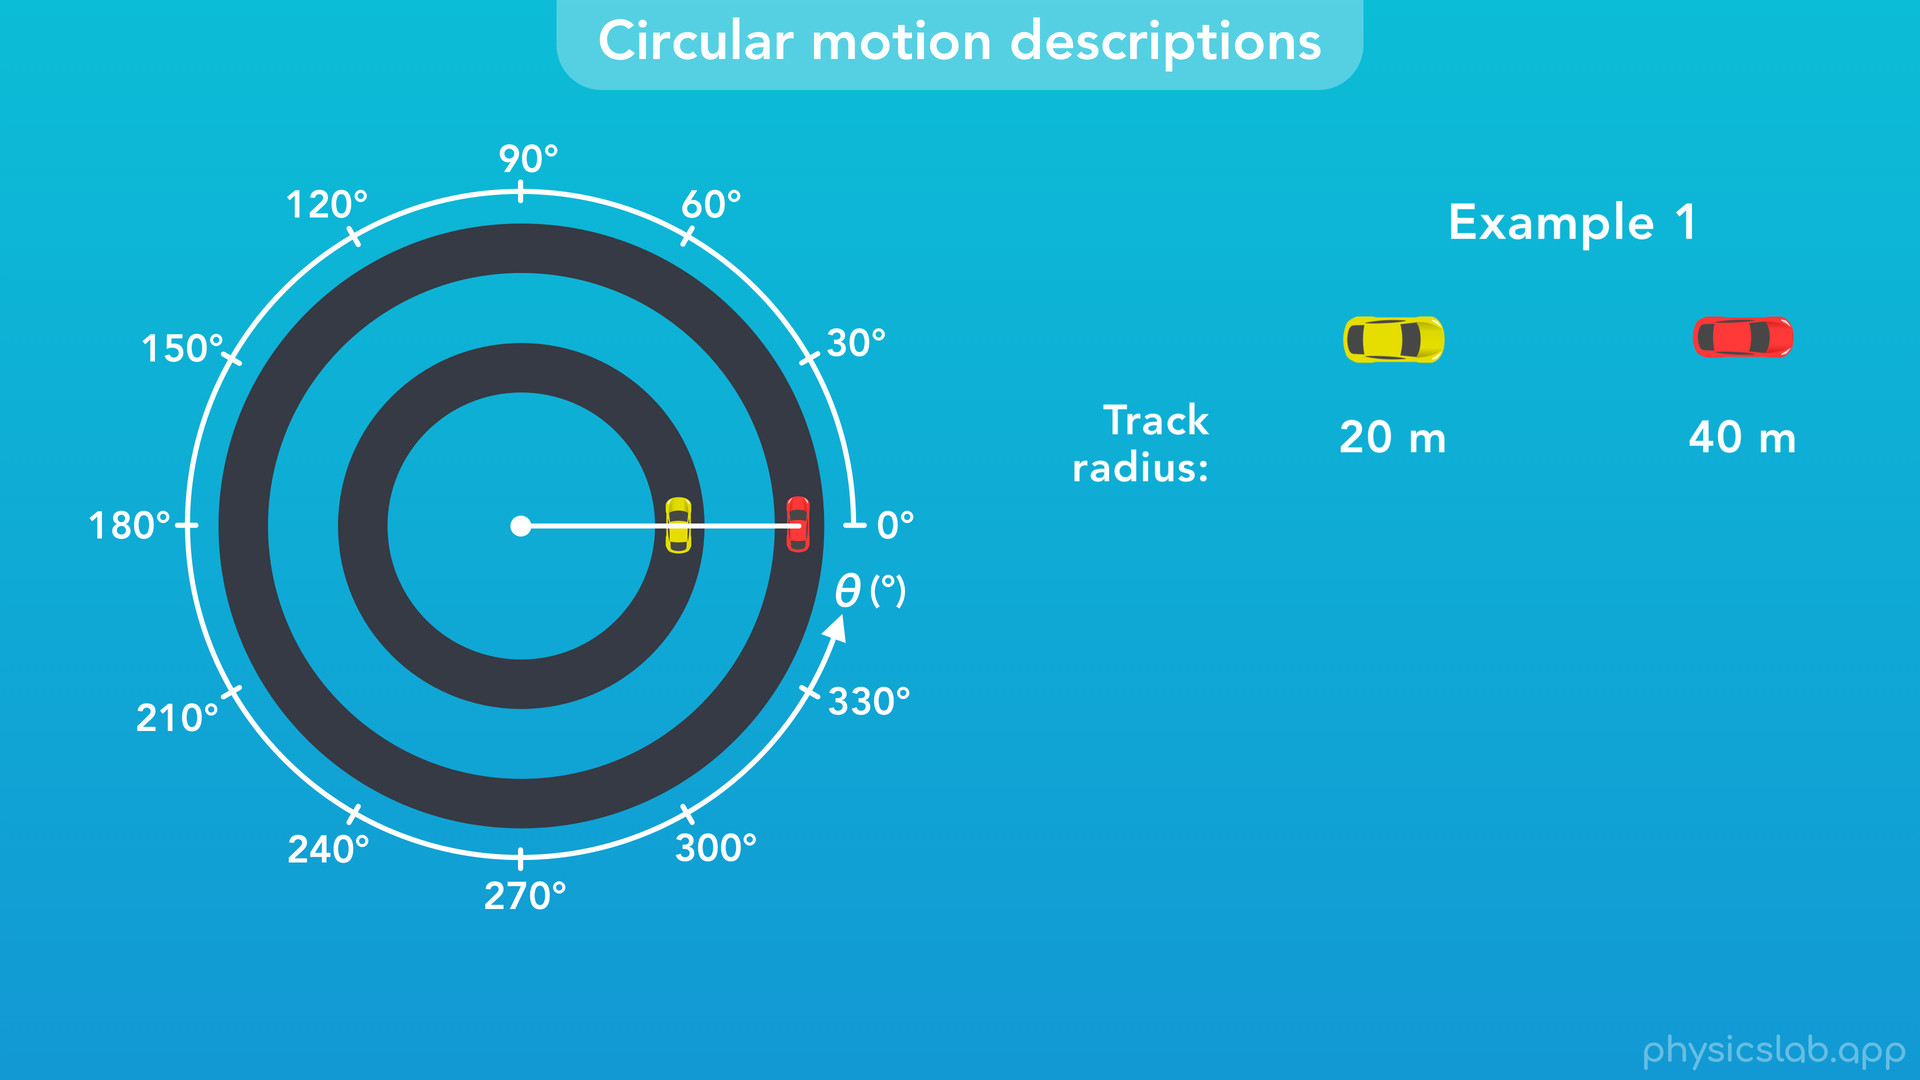 Circular motion descriptions
90°
120°
60°
150°
30°
180°
0°
θ (°)
210°
330°
240°
300°
270°
Example 1
Track
radius:
20 m
40 m
physicslab.app